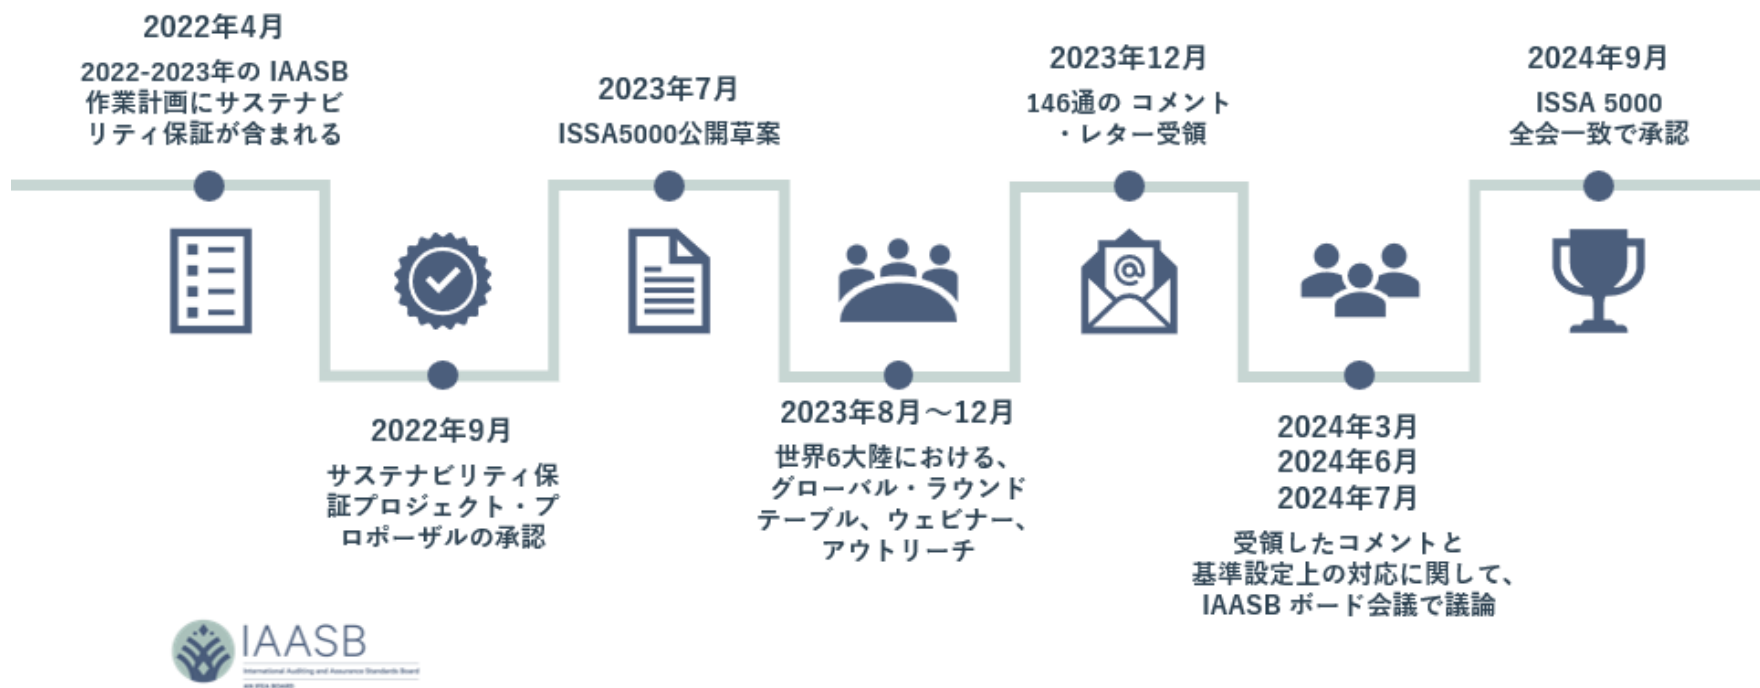 2022年4月
2022-2023年の IAASB
作業計画にサステナビ
リティ保証が含まれる
2022年9月
サステナビリティ保
証プロジェクト・プ
ロポーザルの承認
2023年7月
ISSA5000公開草案
2023年8月～12月
世界6大陸における、
グローバル・ラウンド
テーブル、ウェビナー、
アウトリーチ
2023年12月
146通の コメント
・レター受領
2024年3月
2024年6月
2024年7月
受領したコメントと
基準設定上の対応に関して、
IAASB ボード会議で議論
2024年9月
ISSA 5000
全会一致で承認
IAASB
International Auditing and Assurance Standards Board
AN IFEA BOARD